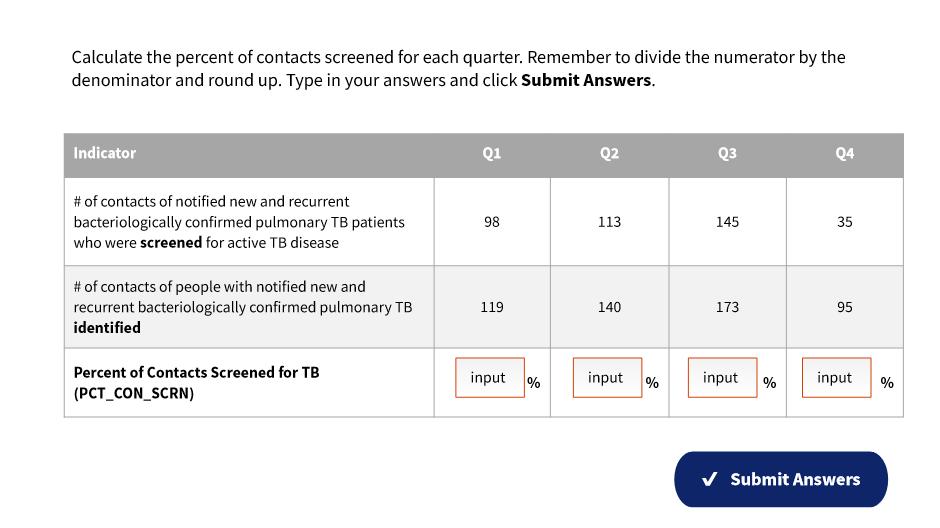 Calculate the percent of contacts screened for each quarter. Remember to divide the numerator by the
denominator and round up. Type in your answers and click Submit Answers.
Indicator Q1 Q2 Q3 Q4
# of contacts of notified new and recurrent
bacteriologically confirmed pulmonary TB patients
who were screened for active TB disease
98 113 145 35
# of contacts of people with notified new and
recurrent bacteriologically confirmed pulmonary TB
identified
119 140 173 95
Percent of Contacts Screened for TB
(PCT_CON_SCRN)
input % input % input % input %
✓ Submit Answers